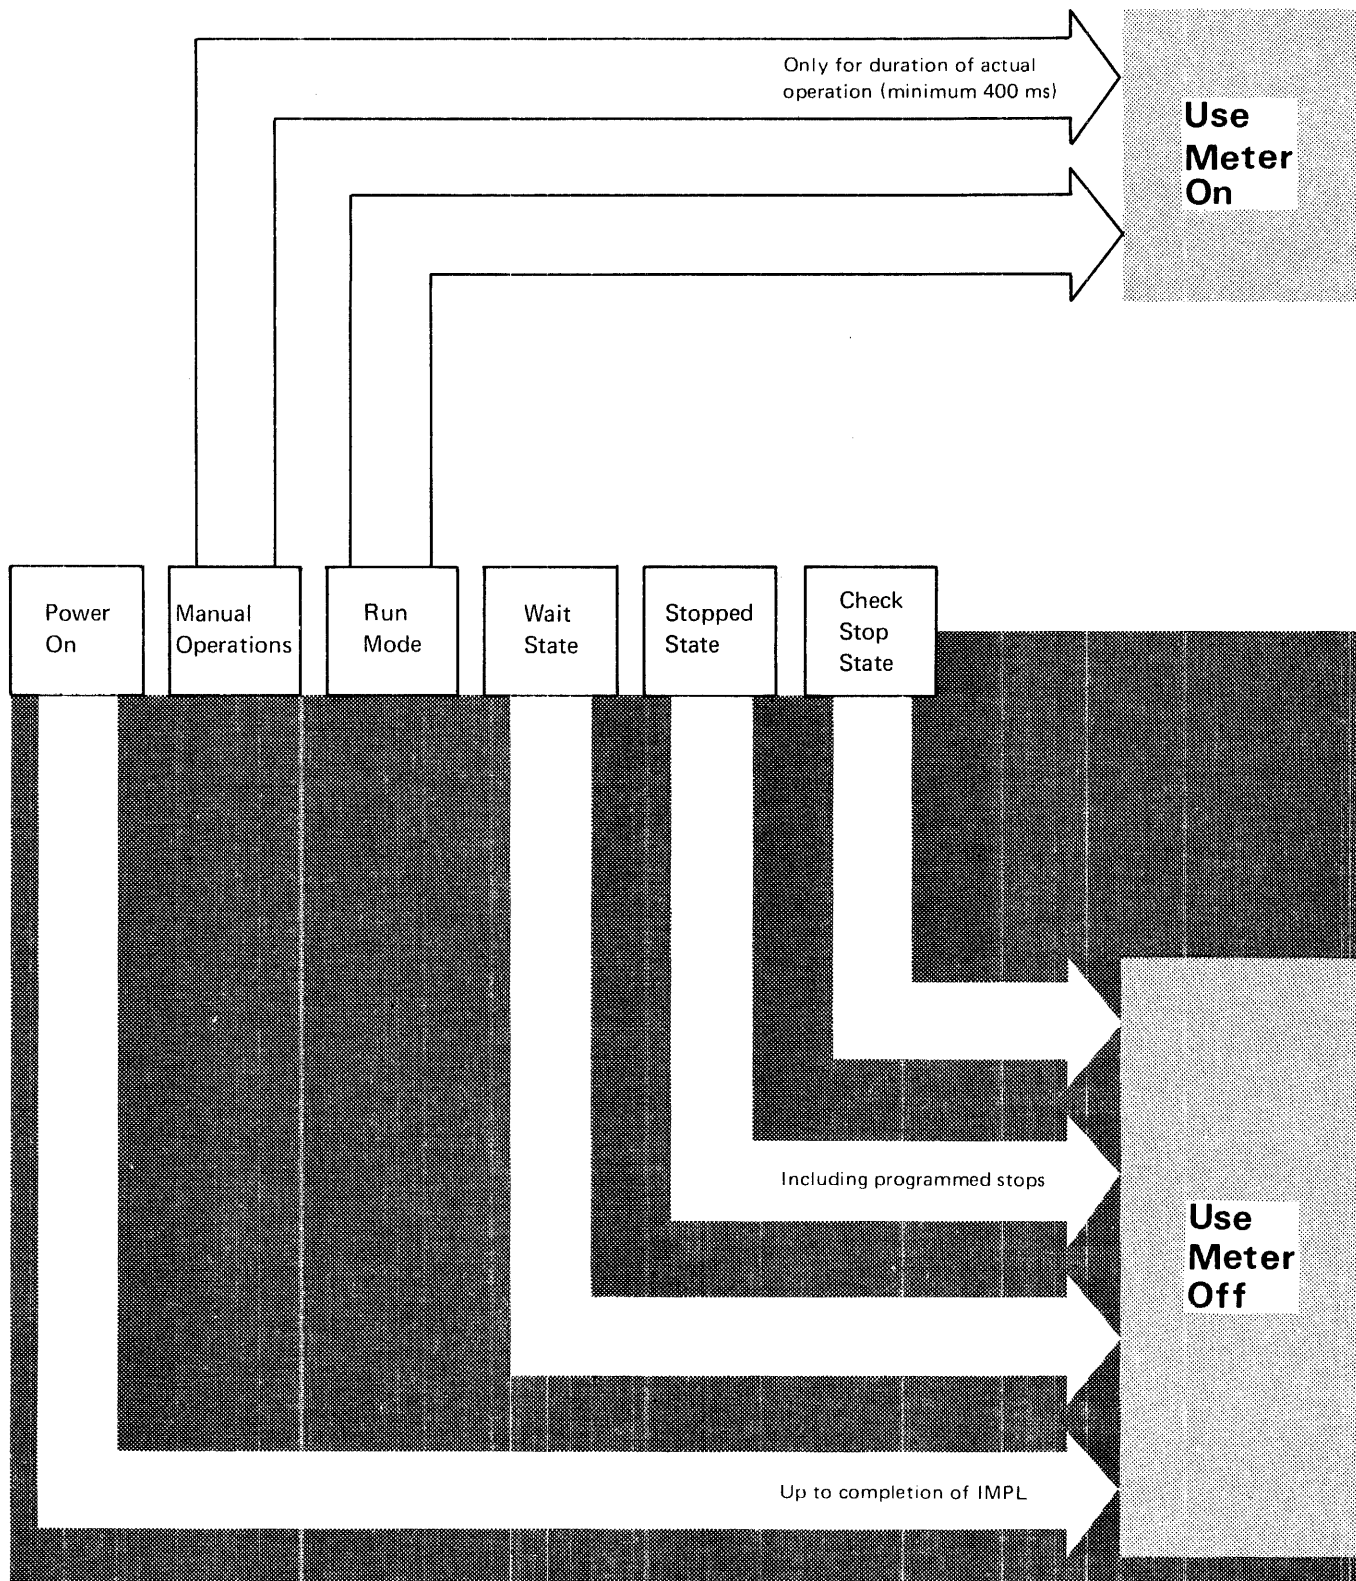 Only for duration of actual
operation (minimum 400 ms)
Use
Meter
On
Power
On
Manual
Operations
Run
Mode
Wait
State
Stopped
State
Check
Stop
State
Including programmed stops
Use
Meter
Off
Up to completion of IMPL